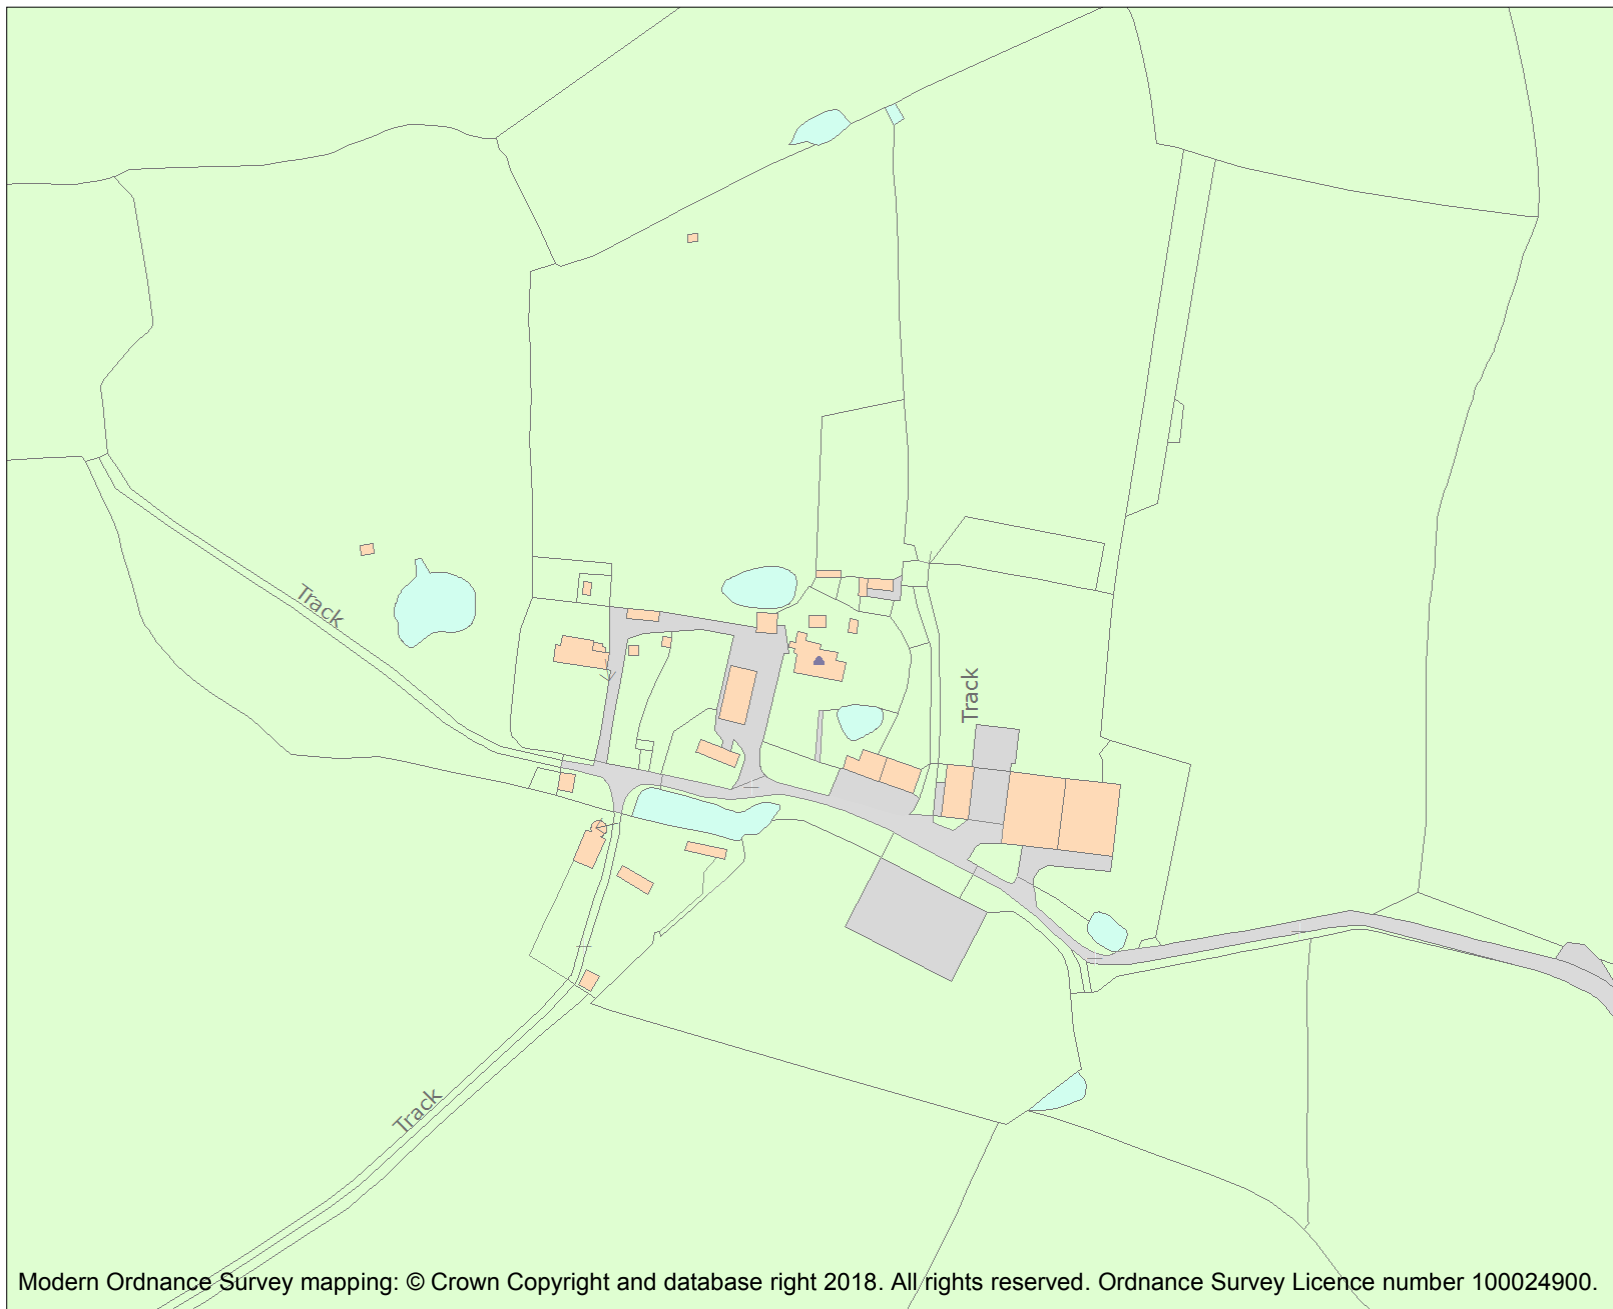 Track
Track
Track
Modern Ordnance Survey mapping: © Crown Copyright and database right 2018. All rights reserved. Ordnance Survey Licence number 100024900.